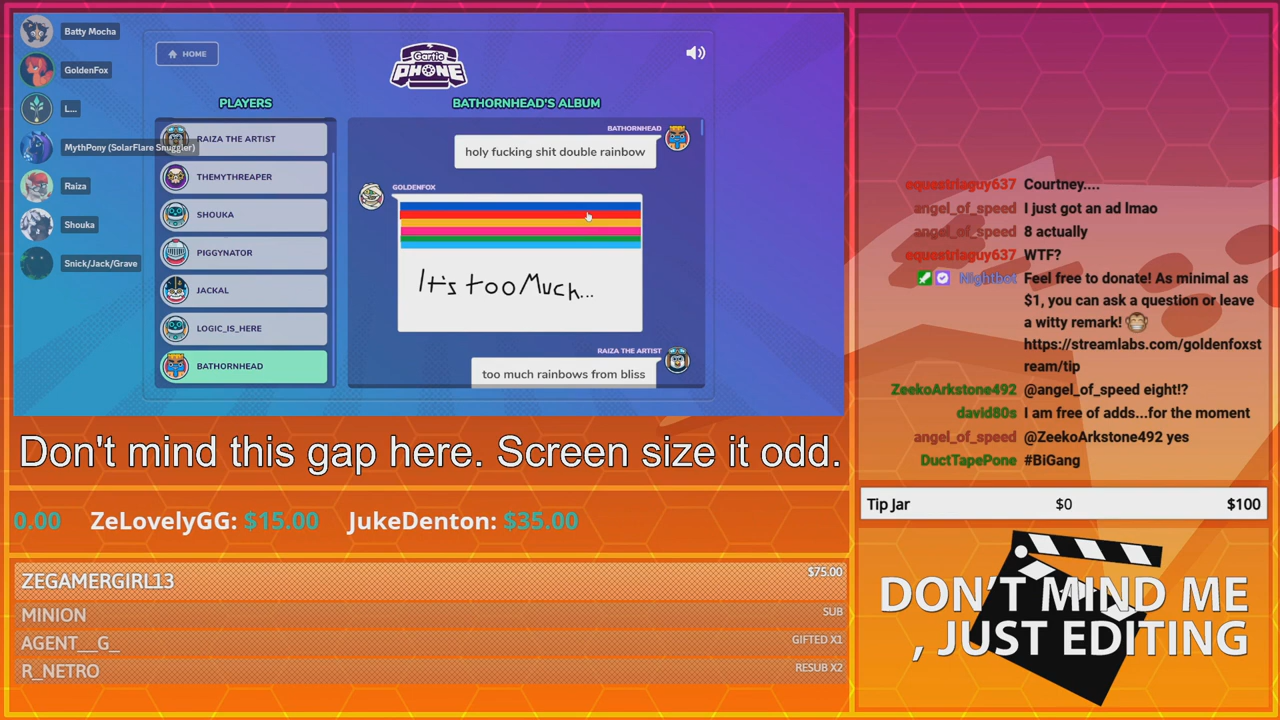 Batty Mocha
GoldenFox
L...
MythPony (SolarFlare Snuggler)
Raiza
Shouka
Snick/Jack/Grave
HOME
Gartic
PHONE
PLAYERS
RAIZA THE ARTIST
THEMYTHREAPER
SHOUKA
PIGGYNATOR
JACKAL
LOGIC_IS_HERE
BATHORNHEAD
BATHORNHEAD'S ALBUM
BATHORNHEAD
holy fucking shit double rainbow
GOLDENFOX
It's too Much...
RAIZA THE ARTIST
too much rainbows from bliss
Don't mind this gap here. Screen size it odd.
0.00 ZeLovelyGG: $15.00 JukeDenton: $35.00
ZEGAMERGIRL13 $75.00
MINION SUB
AGENT__G_ GIFTED X1
R_NETRO RESUB X2
equestriaguy637 Courtney....
angel_of_speed I just got an ad lmao
angel_of_speed 8 actually
equestriaguy637 WTF?
Nightbot Feel free to donate! As minimal as
$1, you can ask a question or leave
a witty remark!
https://streamlabs.com/goldenfoxst
ream/tip
ZeekoArkstone492 @angel_of_speed eight!?
david80s I am free of adds...for the moment
angel_of_speed @ZeekoArkstone492 yes
DuctTapePone #BiGang
Tip Jar $0 $100
DON'T MIND ME
, JUST EDITING